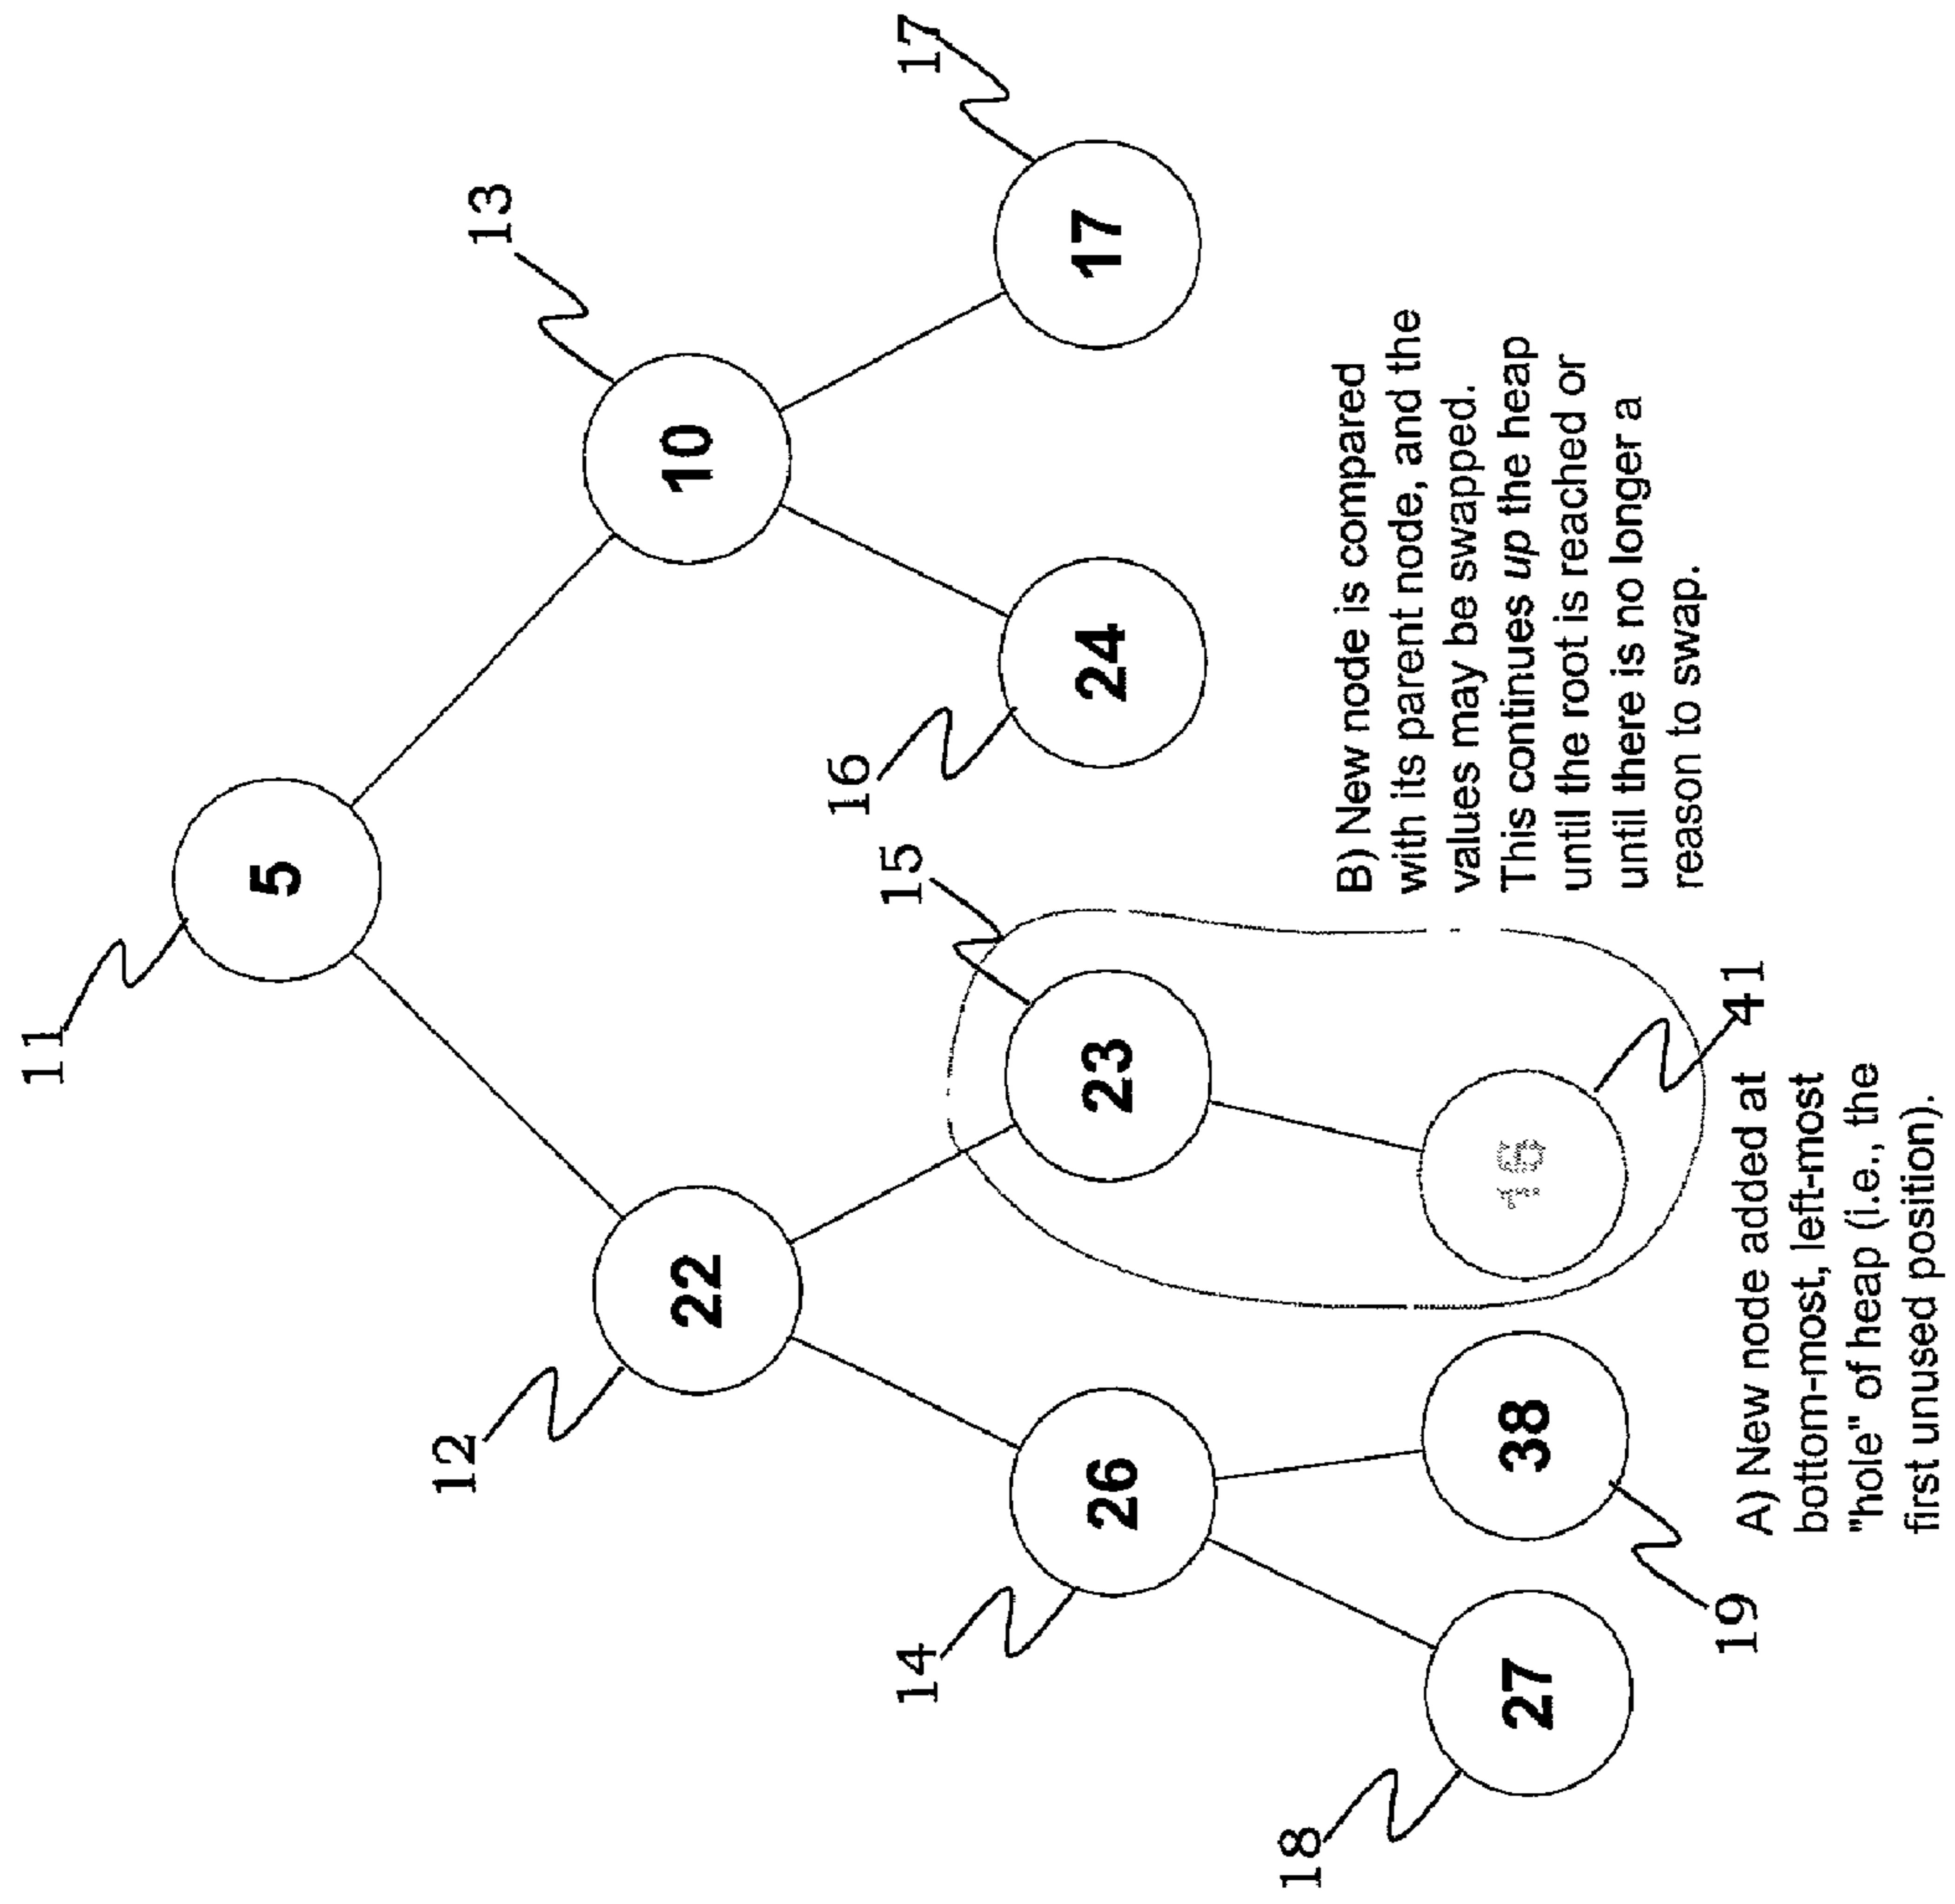 11
5
12
13
22
10
14
15
16
17
26
23
24
17
18
27
38
19
41
A) New node added at
bottom-most, left-most
"hole" of heap (i.e., the
first unused position).
B) New node is compared
with its parent node, and the
values may be swapped.
This continues up the heap
until the root is reached or
until there is no longer a
reason to swap.